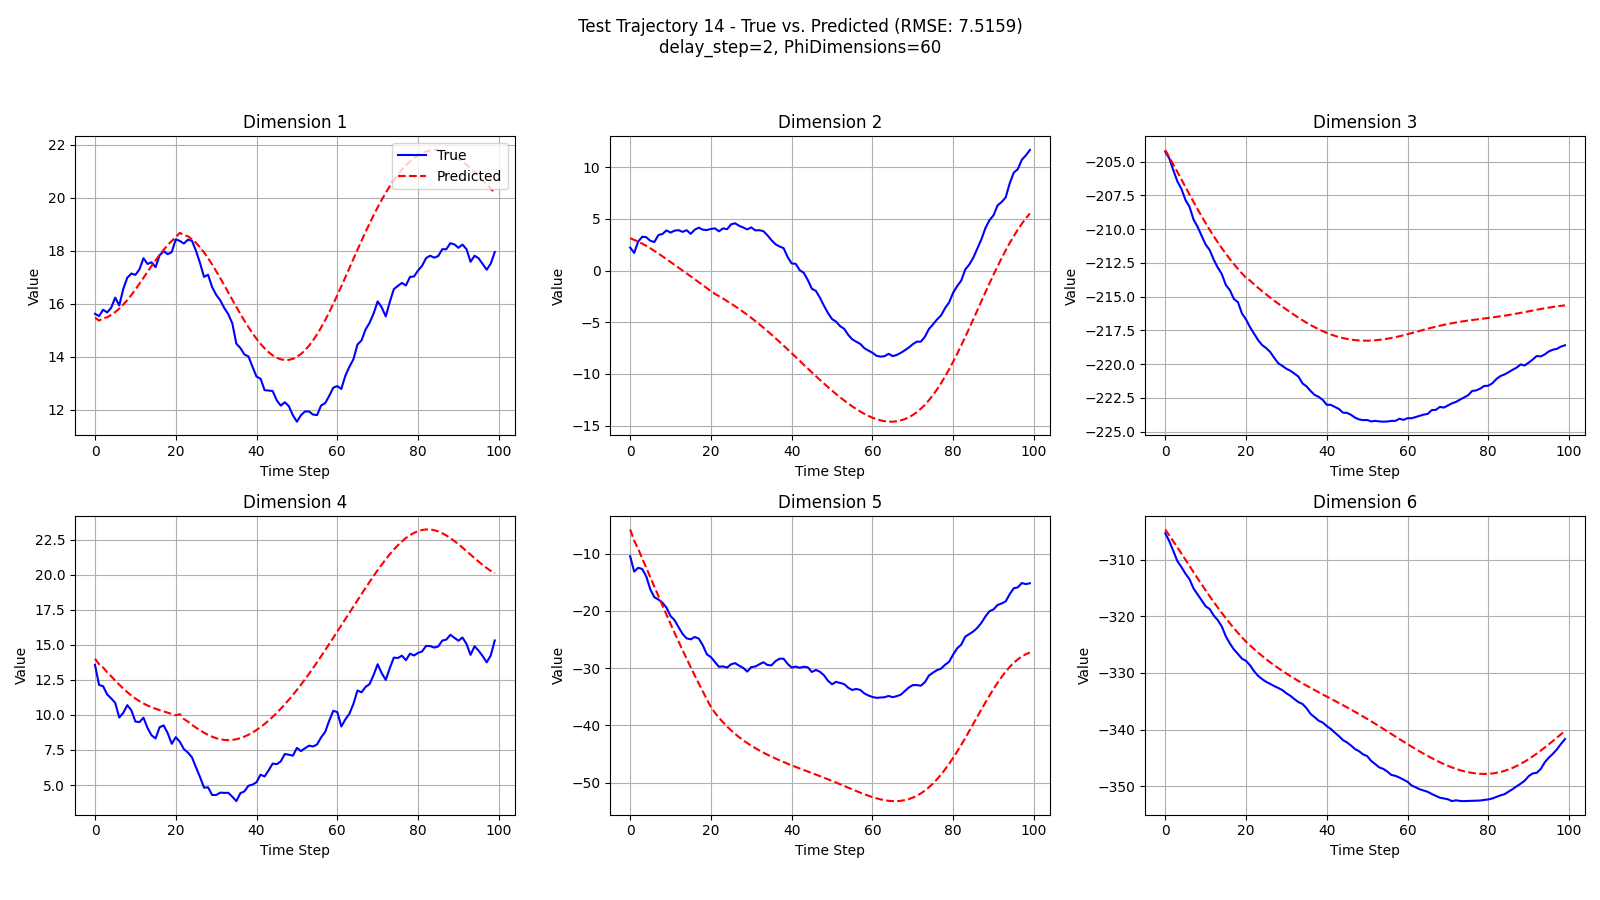 Test Trajectory 14 - True vs. Predicted (RMSE: 7.5159)
delay_step=2, PhiDimensions=60
Dimension 1
22
20
18
16
14
12
Value
0 20 40 60 80 100
Time Step
True
Predicted
Dimension 2
10
5
0
−5
−10
−15
Value
0 20 40 60 80 100
Time Step
Dimension 3
−205.0
−207.5
−210.0
−212.5
−215.0
−217.5
−220.0
−222.5
−225.0
Value
0 20 40 60 80 100
Time Step
Dimension 4
22.5
20.0
17.5
15.0
12.5
10.0
7.5
5.0
Value
0 20 40 60 80 100
Time Step
Dimension 5
−10
−20
−30
−40
−50
Value
0 20 40 60 80 100
Time Step
Dimension 6
−310
−320
−330
−340
−350
Value
0 20 40 60 80 100
Time Step